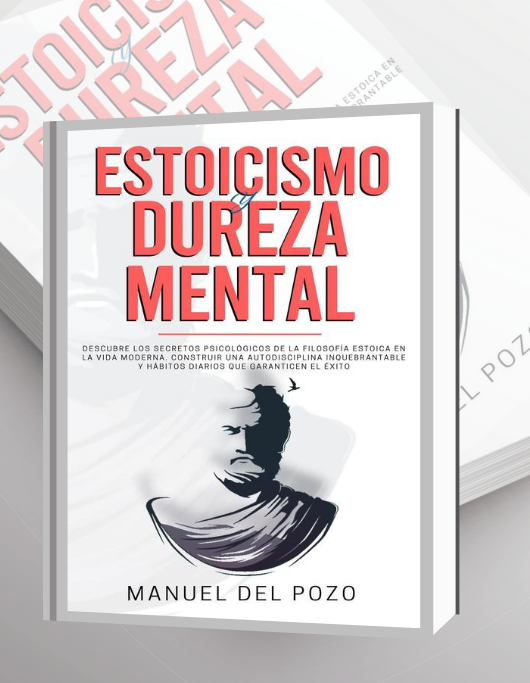 ESTOICISMO
y
DUREZA
MENTAL
DESCUBRE LOS SECRETOS PSICOLÓGICOS DE LA FILOSOFÍA ESTOICA EN
LA VIDA MODERNA. CONSTRUIR UNA AUTODISCIPLINA INQUEBRANTABLE
Y HÁBITOS DIARIOS QUE GARANTICEN EL ÉXITO
MANUEL DEL POZO